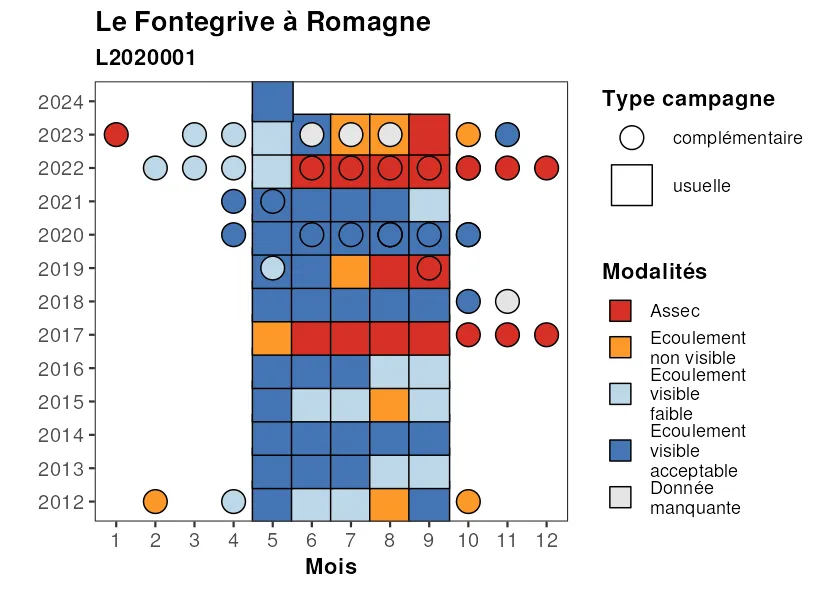 Le Fontegrive à Romagne
L2020001
2024
2023
2022
2021
2020
2019
2018
2017
2016
2015
2014
2013
2012
1 2 3 4 5 6 7 8 9 10 11 12
Mois
Type campagne
complémentaire
usuelle
Modalités
Assec
Ecoulement
non visible
Ecoulement
visible
faible
Ecoulement
visible
acceptable
Donnée
manquante